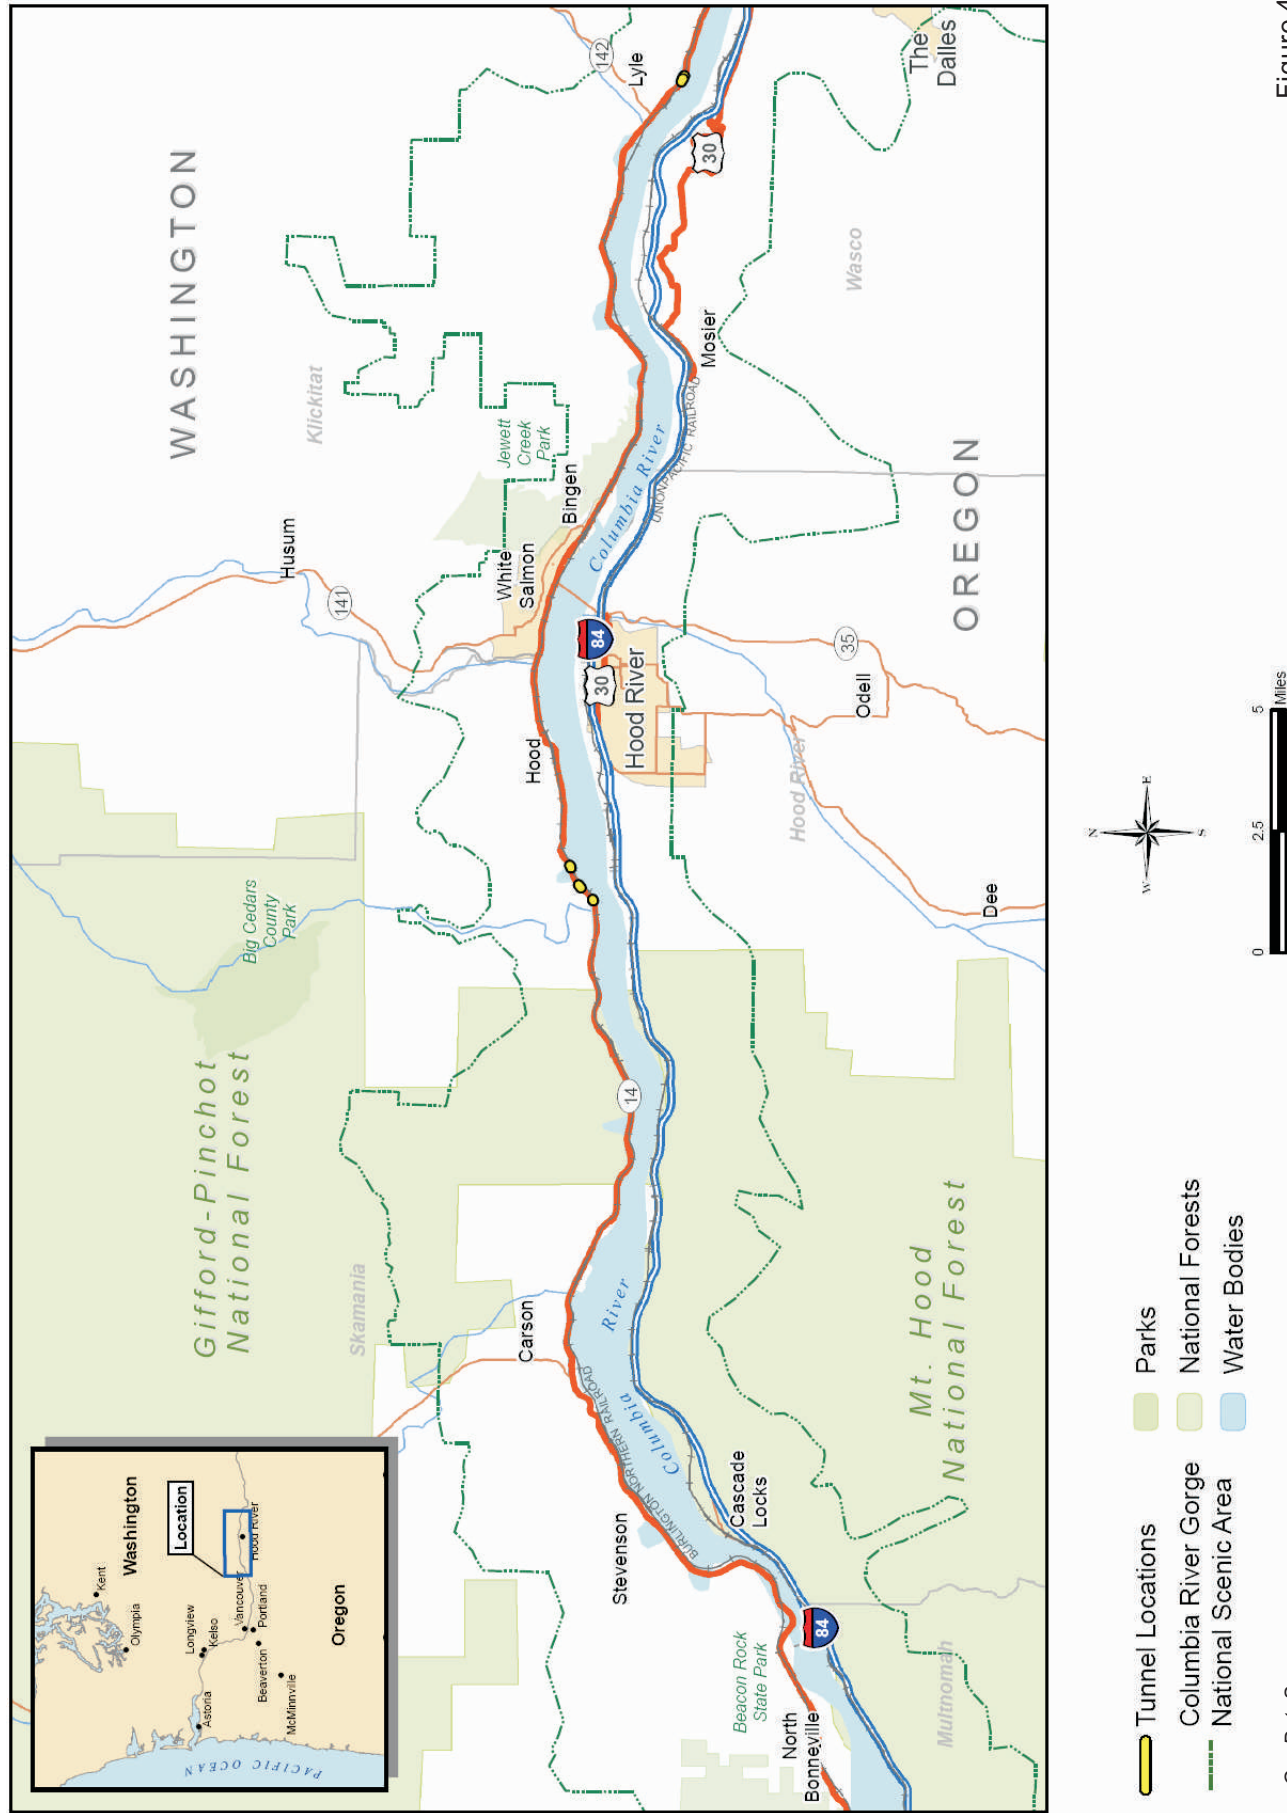 WASHINGTON
OREGON
Gifford-Pinchot
National Forest
Mt. Hood
National Forest
Big Cedars
County
Park
Jewett
Creek
Park
Beacon Rock
State Park
Skamania
Klickitat
Multnomah
Hood River
Wasco
Husum
141
142
Lyle
White
Salmon
Bingen
Hood
Carson
Stevenson
North
Bonneville
Cascade
Locks
14
84
84
30
30
35
Hood River
Odell
Dee
Mosier
The
Dalles
Columbia River
Columbia
River
BURLINGTON NORTHERN RAILROAD
UNIONPACIFIC RAILROAD
Washington
Oregon
Location
Kent
Olympia
Longview
Kelso
Astoria
Vancouver
Portland
Beaverton
McMinnville
Hood River
PACIFIC OCEAN
Tunnel Locations
Columbia River Gorge
National Scenic Area
Parks
National Forests
Water Bodies
N
E
S
W
0
2.5
5
Miles